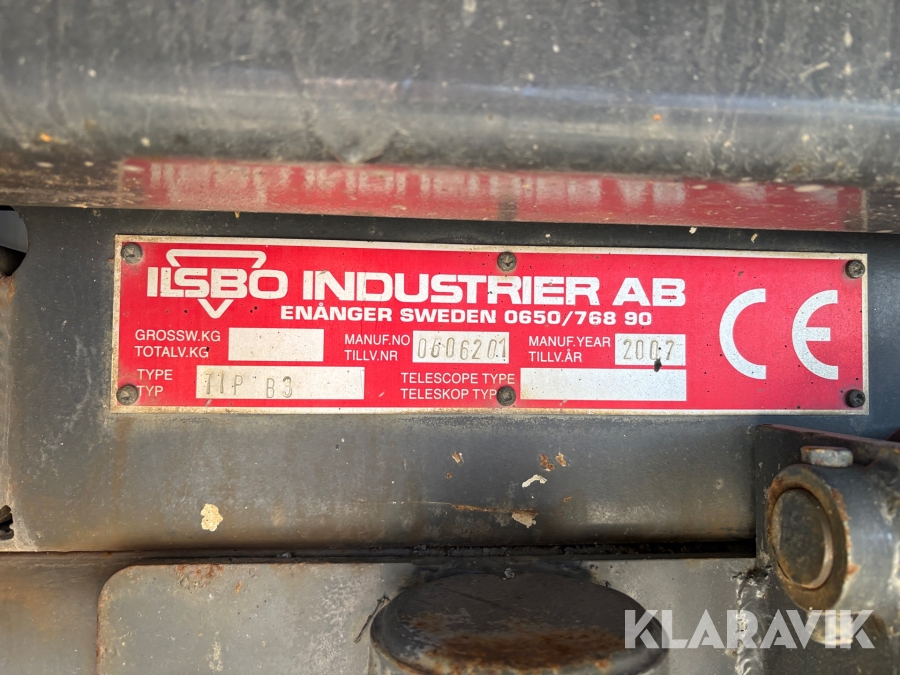 ILSBO INDUSTRIER AB
ENÅNGER SWEDEN 0650/768 90
GROSSW.KG
TOTALV.KG
MANUF.NO
TILLV.NR
0606201
MANUF.YEAR
TILLV.ÅR
2007
TYPE
TYP
TIP B3
TELESCOPE TYPE
TELESKOP TYP
CE
KLARAVIK